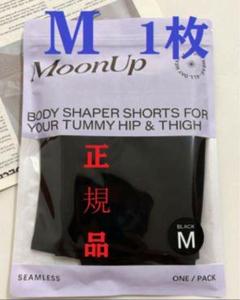 M 1枚
MoonUp
BODY SHAPER SHORTS FOR
YOUR TUMMY HIP & THIGH
正
規
品
BLACK
M
SEAMLESS
ONE / PACK